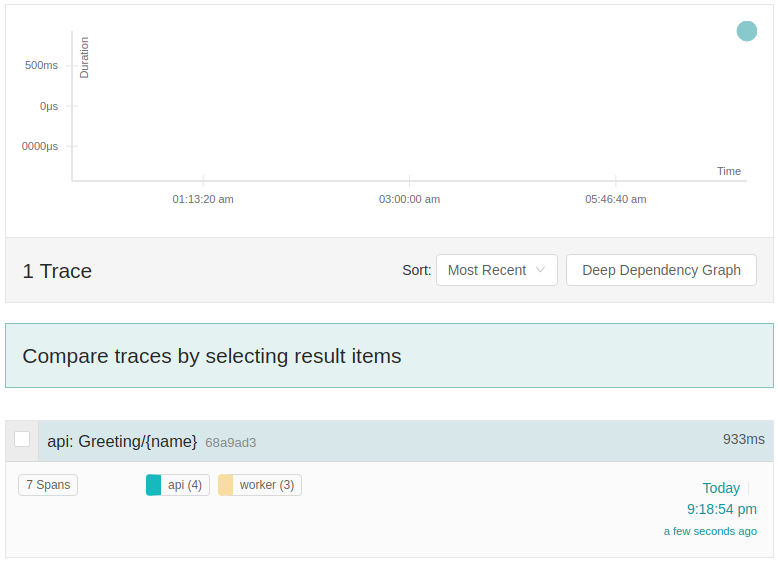 Duration
500ms
0μs
0000μs
Time
01:13:20 am
03:00:00 am
05:46:40 am
1 Trace
Sort: Most Recent
Deep Dependency Graph
Compare traces by selecting result items
api: Greeting/{name} 68a9ad3
933ms
7 Spans
api (4)
worker (3)
Today
9:18:54 pm
a few seconds ago